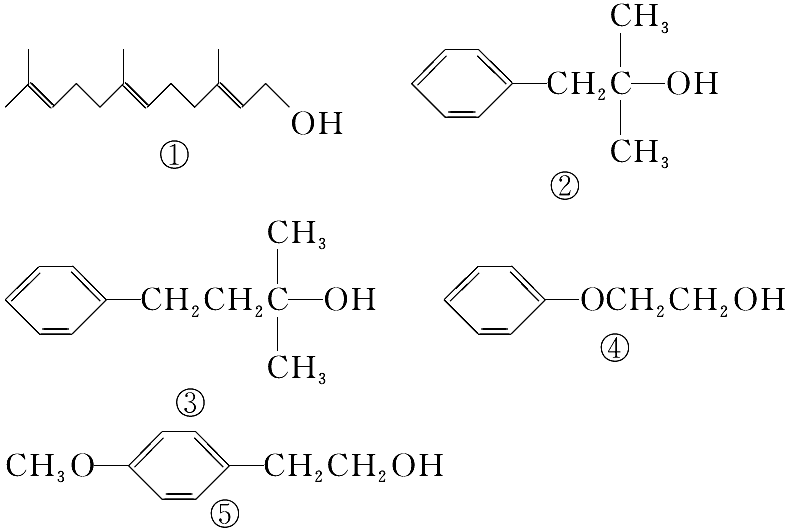 CH₃
OH
CH₂C—OH
①
CH₃
②
CH₃
CH₂CH₂C—OH
OCH₂CH₂OH
④
CH₃
③
CH₃O
CH₂CH₂OH
⑤